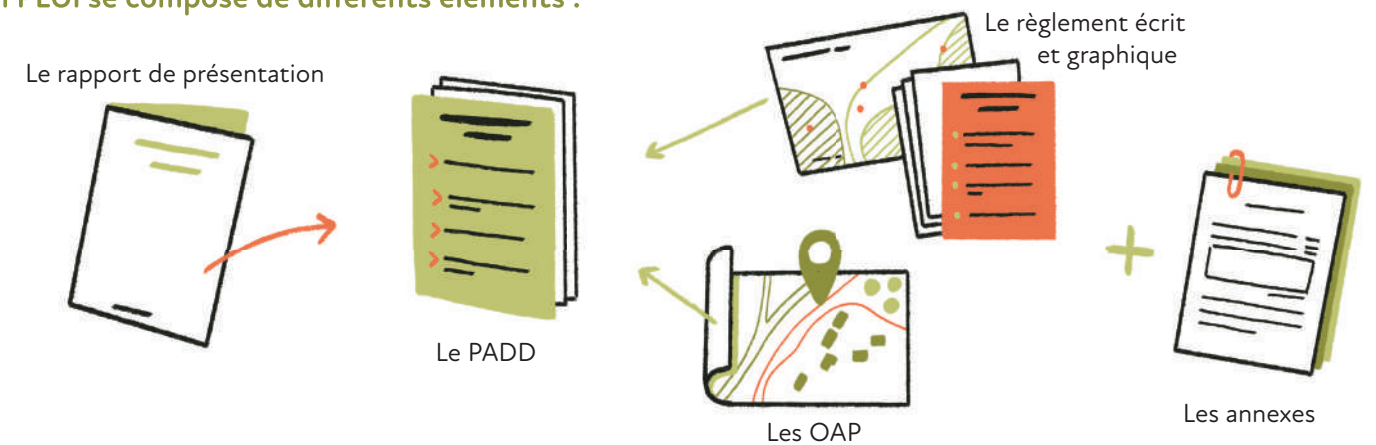 PLUi se compose de différents éléments :
Le rapport de présentation
Le PADD
Le règlement écrit
et graphique
Les OAP
Les annexes